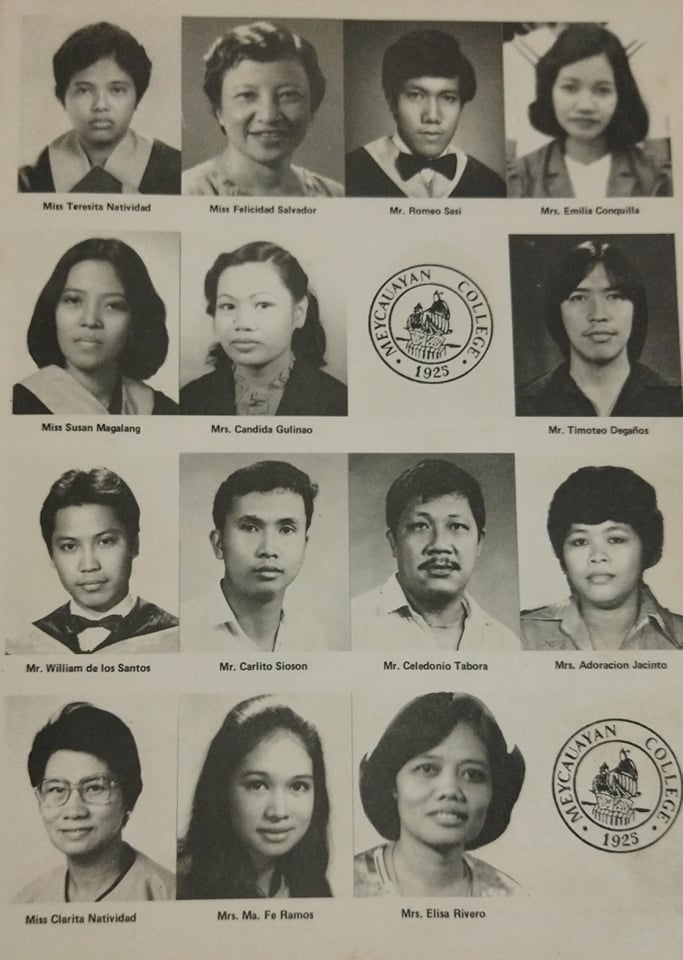 Miss Teresita Natividad
Miss Felicidad Salvador
Mr. Romeo Sasi
Mrs. Emilia Conquilla
MEYCAUAYAN COLLEGE
· 1925 ·
Miss Susan Magalang
Mrs. Candida Gulinao
Mr. Timoteo Degaños
Mr. William de los Santos
Mr. Carlito Sioson
Mr. Celedonio Tabora
Mrs. Adoracion Jacinto
MEYCAUAYAN COLLEGE
· 1925 ·
Miss Clarita Natividad
Mrs. Ma. Fe Ramos
Mrs. Elisa Rivero